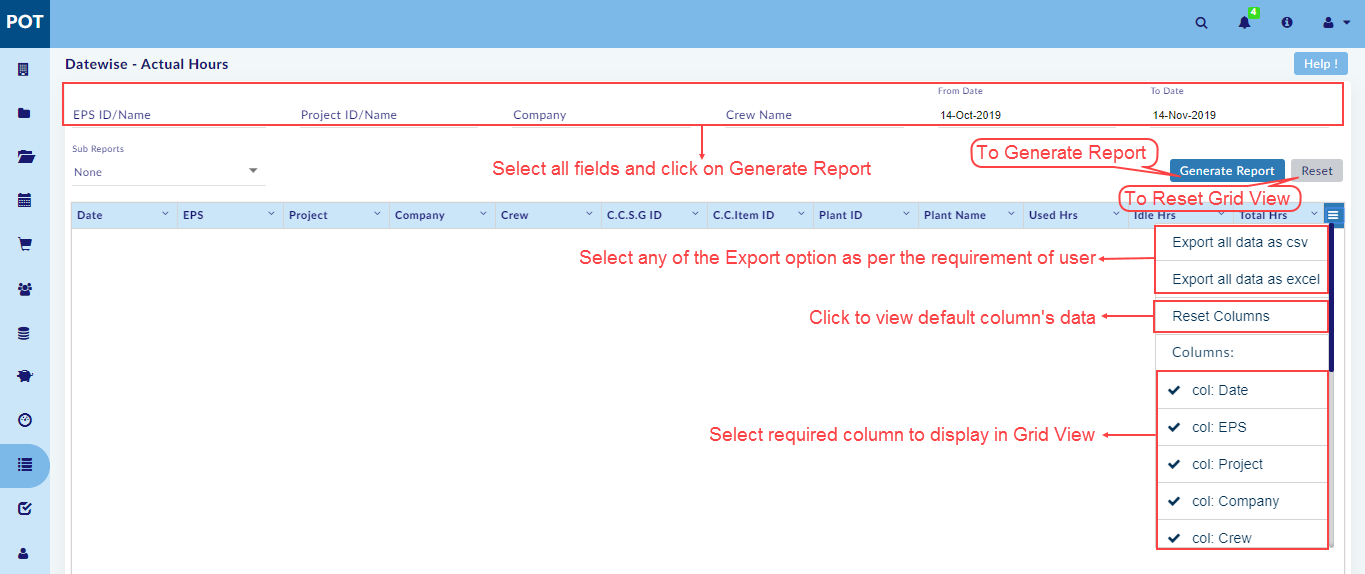 POT
4
Datewise - Actual Hours
Help !
From Date
To Date
EPS ID/Name
Project ID/Name
Company
Crew Name
14-Oct-2019
14-Nov-2019
Sub Reports
None
Select all fields and click on Generate Report
To Generate Report
Generate Report
Reset
To Reset Grid View
Date
EPS
Project
Company
Crew
C.C.S.G ID
C.C.Item ID
Plant ID
Plant Name
Used Hrs
Idle Hrs
Total Hrs
Export all data as csv
Select any of the Export option as per the requirement of user
Export all data as excel
Click to view default column's data
Reset Columns
Columns:
col: Date
col: EPS
Select required column to display in Grid View
col: Project
col: Company
col: Crew